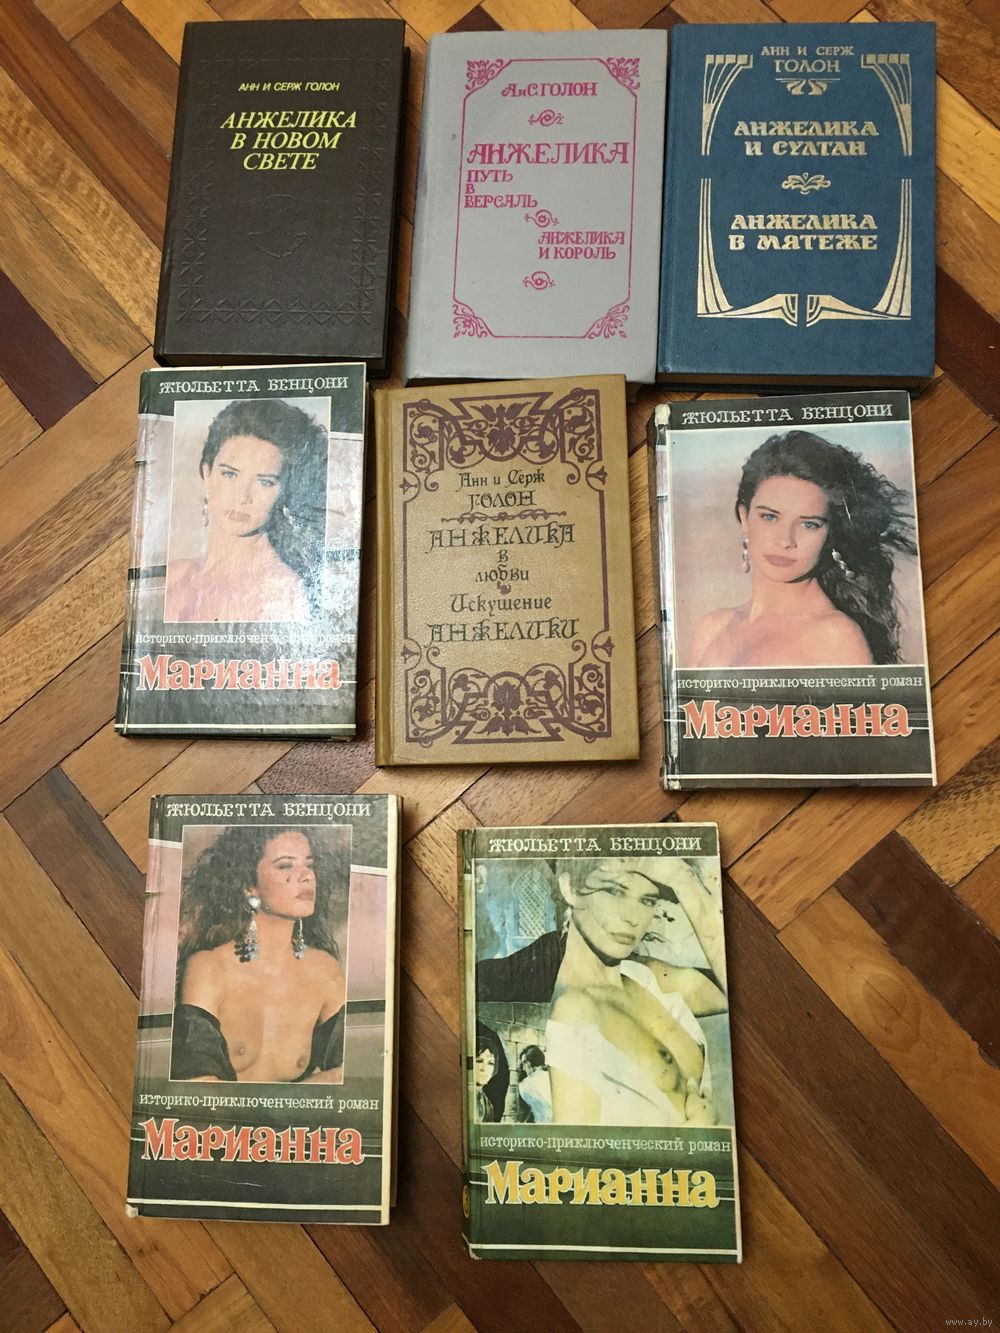 АНН И СЕРЖ ГОЛОН
АНЖЕЛИКА
В НОВОМ
СВЕТЕ
А и С. ГОЛОН
АНЖЕЛИКА
ПУТЬ
В
ВЕРСАЛЬ
АНЖЕЛИКА
И КОРОЛЬ
АНН И СЕРЖ
ГОЛОН
АНЖЕЛИКА
И СУЛТАН
АНЖЕЛИКА
В МЯТЕЖЕ
ЖЮЛЬЕТТА БЕНЦОНИ
историко-приключенческий роман
Марианна
Анн и Серж
ГОЛОН
АНЖЕЛИКА
в
любви
Искушение
АНЖЕЛИКИ
ЖЮЛЬЕТТА БЕНЦОНИ
историко-приключенческий роман
Марианна
ЖЮЛЬЕТТА БЕНЦОНИ
историко-приключенческий роман
Марианна
ЖЮЛЬЕТТА БЕНЦОНИ
историко-приключенческий роман
Марианна
www.ay.by